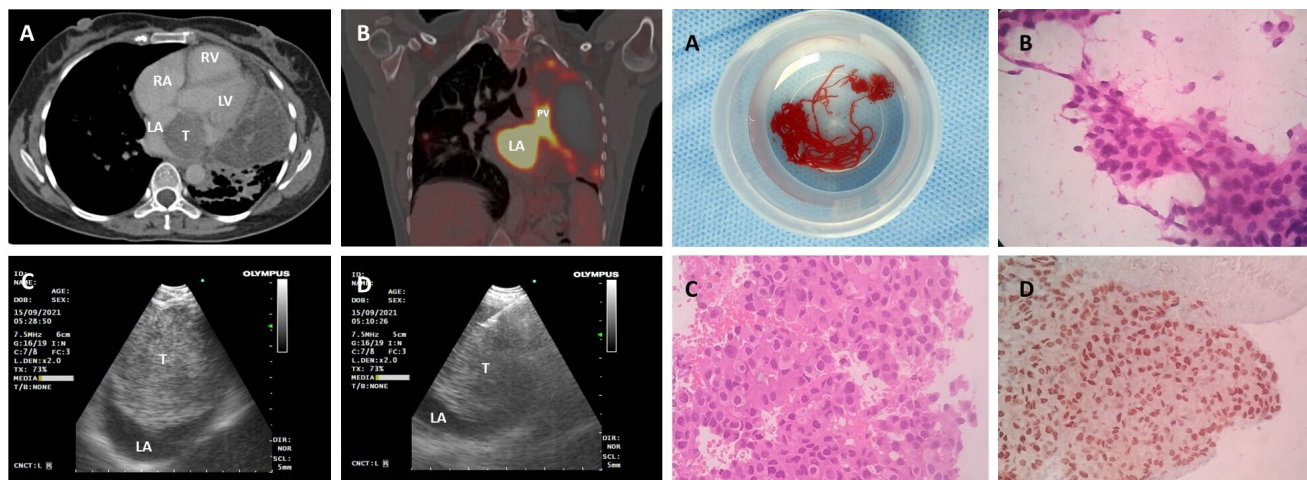 A
RV
RA
LV
LA
T
B
PV
LA
A
B
C
OLYMPUS
ID:
NAME:
AGE:
DOB: SEX:
15/09/2021
05:28:50
7.5MHz 6cm
G:16/19 I:N
C:7/8 FC:3
L.DEN:x2.0
TX: 73%
MEDIA
T/B:NONE
T
LA
DIR:
NOR
SCL:
5mm
CNCT:L R
D
OLYMPUS
ID:
NAME:
AGE:
DOB: SEX:
15/09/2021
05:10:26
7.5MHz 5cm
G:16/19 I:N
C:7/8 FC:3
L.DEN:x2.0
TX: 73%
MEDIA
T/B:NONE
T
LA
DIR:
NOR
SCL:
5mm
CNCT:L R
C
D